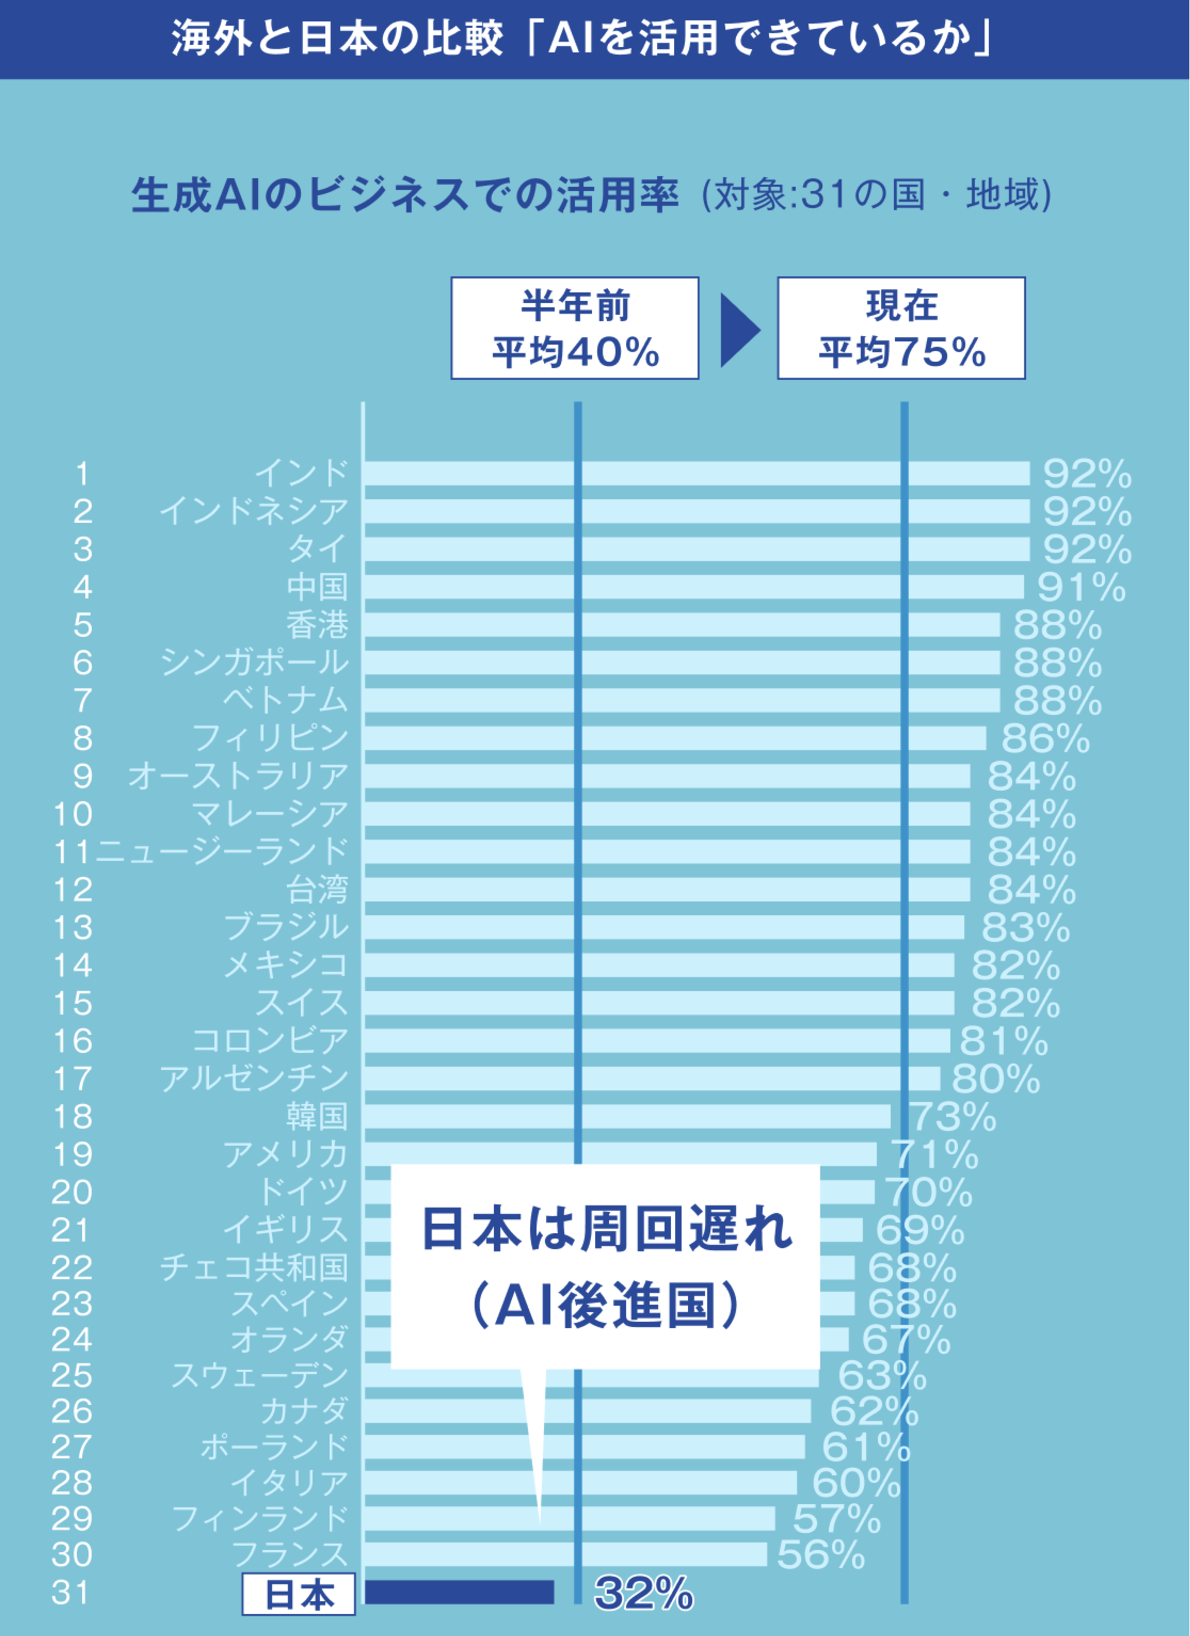 海外と日本の比較「AIを活用できているか」
生成AIのビジネスでの活用率 (対象:31の国・地域)
半年前
平均40%
現在
平均75%
1 インド 92%
2 インドネシア 92%
3 タイ 92%
4 中国 91%
5 香港 88%
6 シンガポール 88%
7 ベトナム 88%
8 フィリピン 86%
9 オーストラリア 84%
10 マレーシア 84%
11 ニュージーランド 84%
12 台湾 84%
13 ブラジル 83%
14 メキシコ 82%
15 スイス 82%
16 コロンビア 81%
17 アルゼンチン 80%
18 韓国 73%
19 アメリカ 71%
20 ドイツ 70%
21 イギリス 69%
22 チェコ共和国 68%
23 スペイン 68%
24 オランダ 67%
25 スウェーデン 63%
26 カナダ 62%
27 ポーランド 61%
28 イタリア 60%
29 フィンランド 57%
30 フランス 56%
31 日本 32%
日本は周回遅れ
（AI後進国）